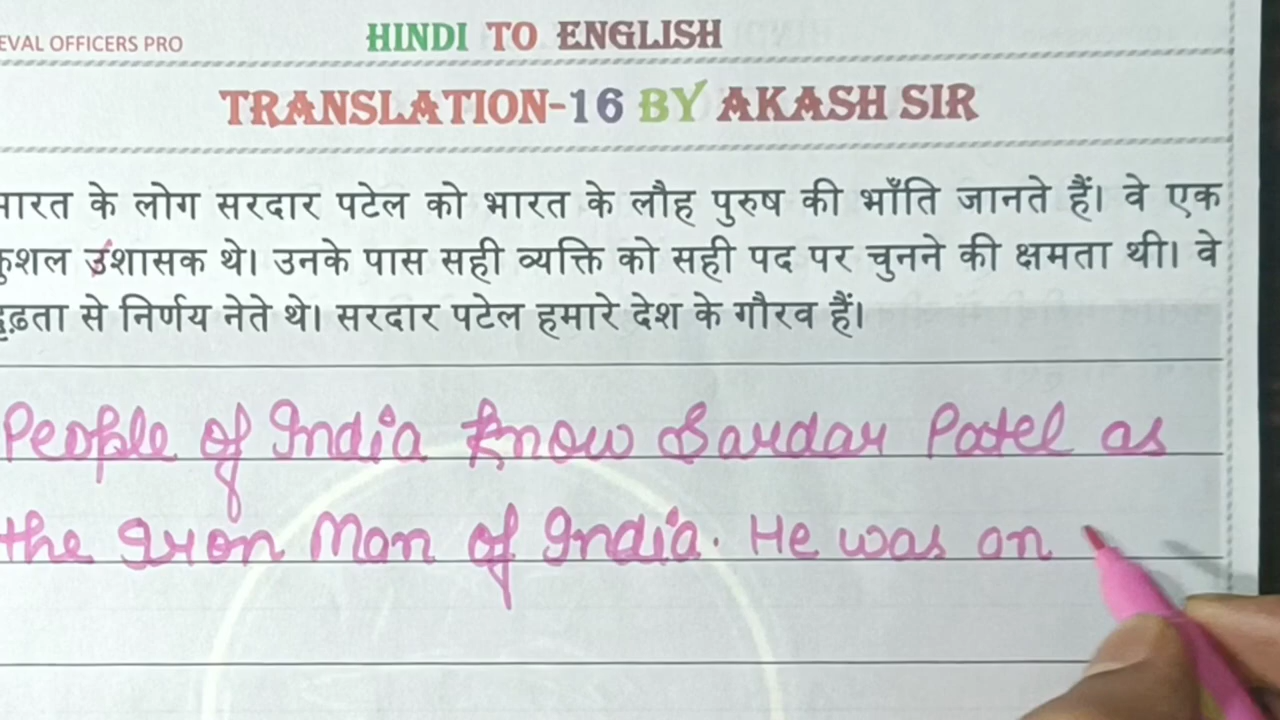 EVAL OFFICERS PRO
HINDI TO ENGLISH
TRANSLATION-16 BY AKASH SIR
भारत के लोग सरदार पटेल को भारत के लौह पुरुष की भाँति जानते हैं। वे एक
कुशल उंशासक थे। उनके पास सही व्यक्ति को सही पद पर चुनने की क्षमता थी। वे
दृढ़ता से निर्णय नेते थे। सरदार पटेल हमारे देश के गौरव हैं।
People of India know Sardar Patel as
the Iron Man of India. He was an